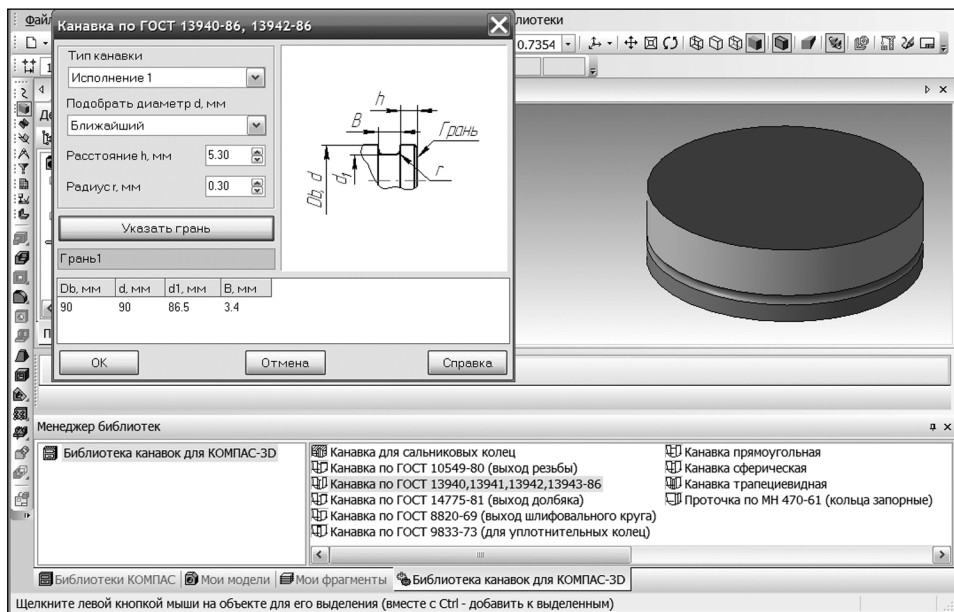 Файл
лиотеки
Канавка по ГОСТ 13940-86, 13942-86
0.7354
Тип канавки
Исполнение 1
Подобрать диаметр d, мм
Ближайший
Расстояние h, мм 5.30
Радиус r, мм 0.30
Указать грань
Грань1
h
B
Грань
r
Db, d
d1
Db, мм d, мм d1, мм B, мм
90 90 86.5 3.4
OK Отмена Справка
Менеджер библиотек
Библиотека канавок для КОМПАС-3D
Канавка для сальниковых колец
Канавка по ГОСТ 10549-80 (выход резьбы)
Канавка по ГОСТ 13940,13941,13942,13943-86
Канавка по ГОСТ 14775-81 (выход долбяка)
Канавка по ГОСТ 8820-69 (выход шлифовального круга)
Канавка по ГОСТ 9833-73 (для уплотнительных колец)
Канавка прямоугольная
Канавка сферическая
Канавка трапециевидная
Проточка по МН 470-61 (кольца запорные)
Библиотеки КОМПАС Мои модели Мои фрагменты Библиотека канавок для КОМПАС-3D
Щелкните левой кнопкой мыши на объекте для его выделения (вместе с Ctrl - добавить к выделенным)